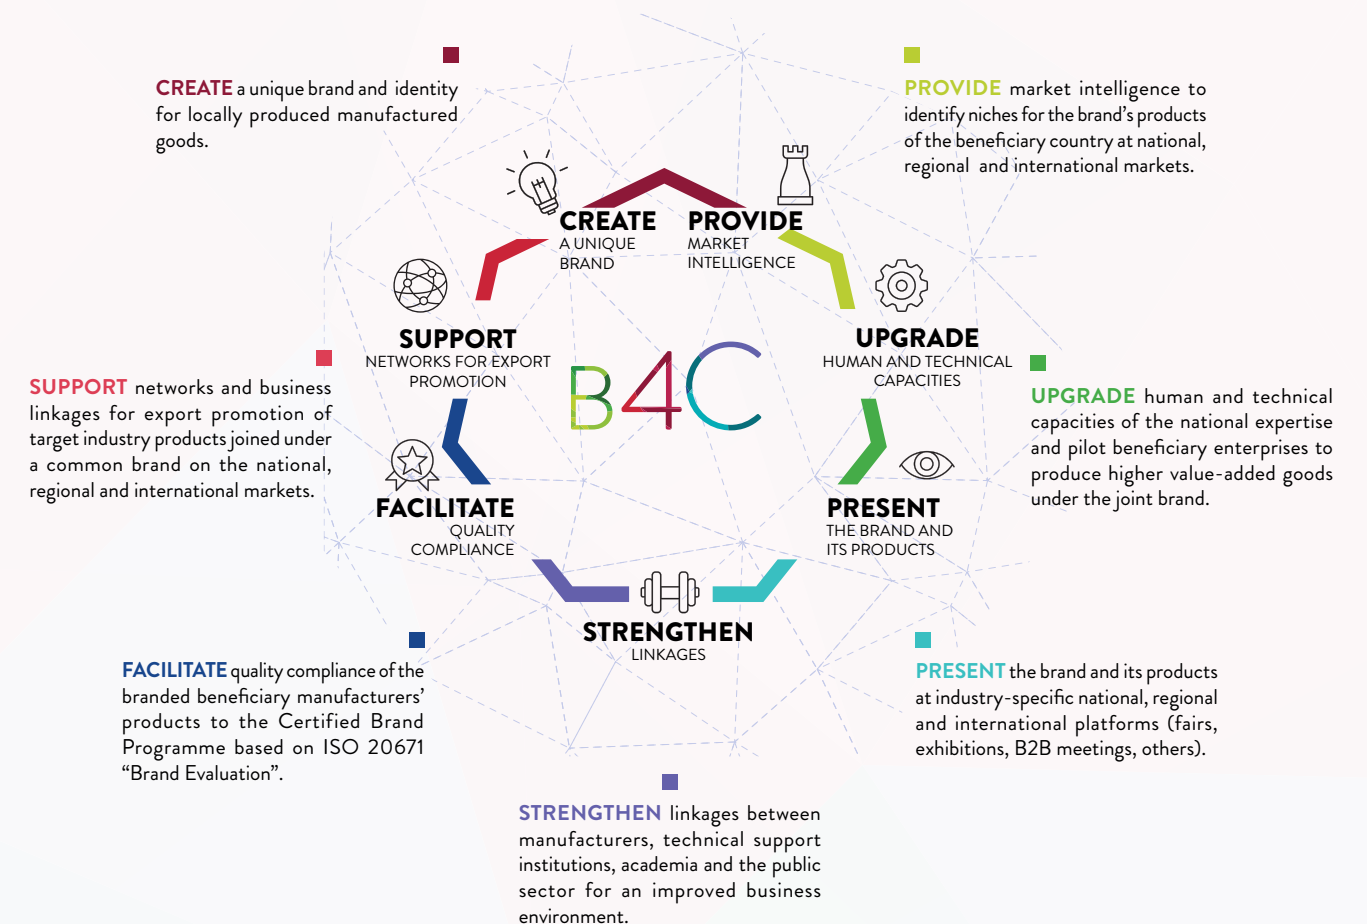 CREATE a unique brand and identity
for locally produced manufactured
goods.
PROVIDE market intelligence to
identify niches for the brand's products
of the beneficiary country at national,
regional and international markets.
CREATE
A UNIQUE
BRAND
PROVIDE
MARKET
INTELLIGENCE
SUPPORT
NETWORKS FOR EXPORT
PROMOTION
B4C
UPGRADE
HUMAN AND TECHNICAL
CAPACITIES
SUPPORT networks and business
linkages for export promotion of
target industry products joined under
a common brand on the national,
regional and international markets.
UPGRADE human and technical
capacities of the national expertise
and pilot beneficiary enterprises to
produce higher value-added goods
under the joint brand.
FACILITATE
QUALITY
COMPLIANCE
PRESENT
THE BRAND AND
ITS PRODUCTS
STRENGTHEN
LINKAGES
FACILITATE quality compliance of the
branded beneficiary manufacturers'
products to the Certified Brand
Programme based on ISO 20671
“Brand Evaluation”.
PRESENT the brand and its products
at industry-specific national, regional
and international platforms (fairs,
exhibitions, B2B meetings, others).
STRENGTHEN linkages between
manufacturers, technical support
institutions, academia and the public
sector for an improved business
environment.